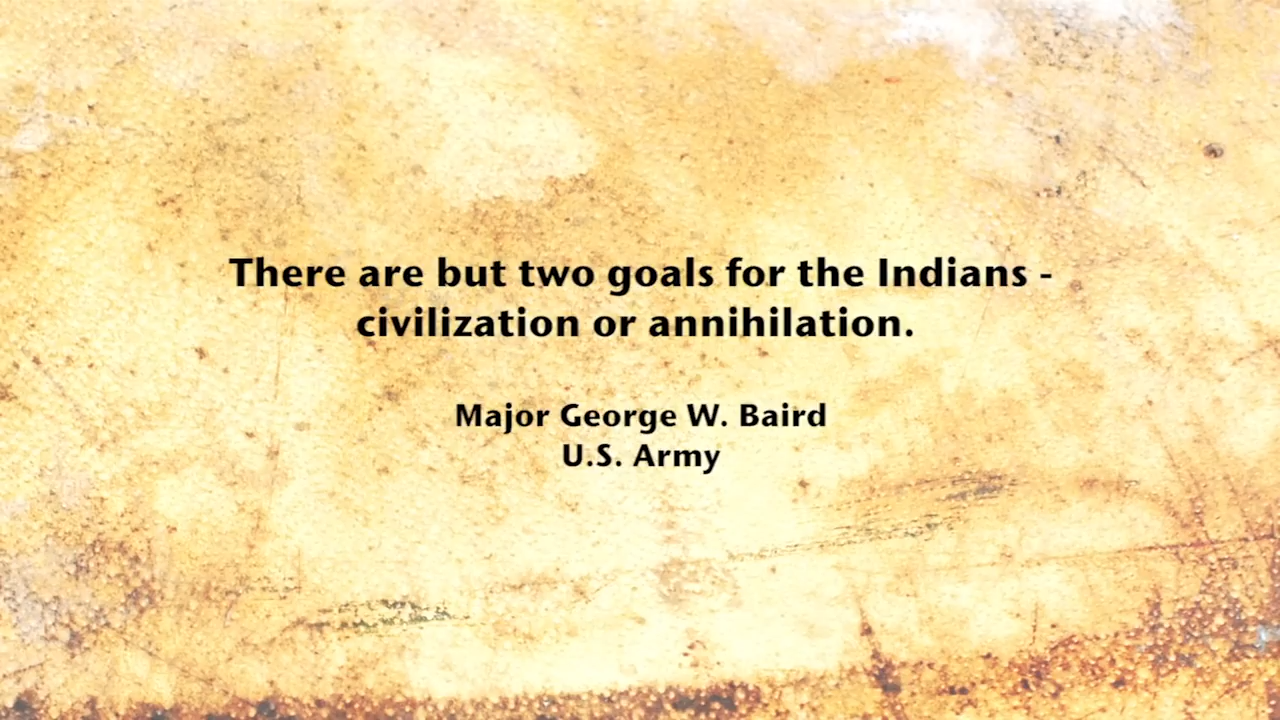 There are but two goals for the Indians -
civilization or annihilation.
Major George W. Baird
U.S. Army